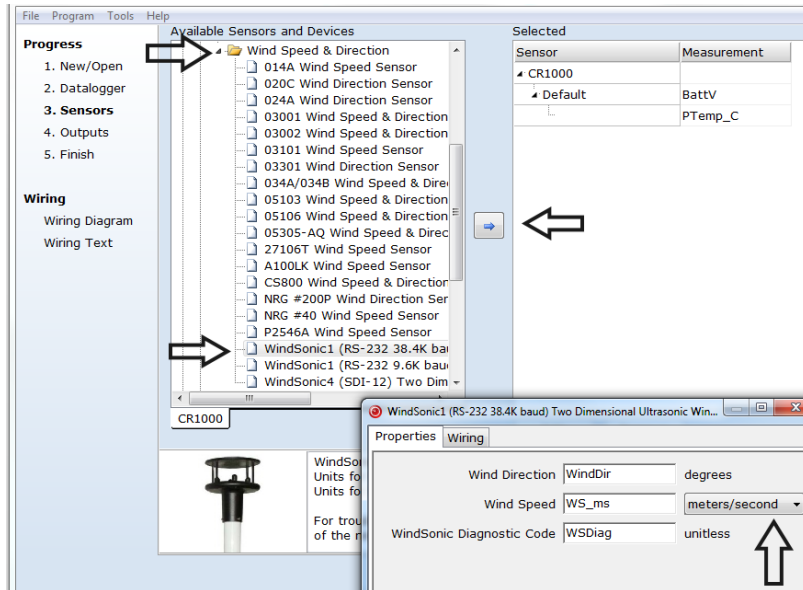 File Program Tools Help
Progress
1. New/Open
2. Datalogger
3. Sensors
4. Outputs
5. Finish
Wiring
Wiring Diagram
Wiring Text
Available Sensors and Devices
Wind Speed & Direction
014A Wind Speed Sensor
020C Wind Direction Sensor
024A Wind Direction Sensor
03001 Wind Speed & Direction
03002 Wind Speed & Direction
03101 Wind Speed Sensor
03301 Wind Direction Sensor
034A/034B Wind Speed & Dire
05103 Wind Speed & Direction
05106 Wind Speed & Direction
05305-AQ Wind Speed & Direc
27106T Wind Speed Sensor
A100LK Wind Speed Sensor
CS800 Wind Speed & Direction
NRG #200P Wind Direction Ser
NRG #40 Wind Speed Sensor
P2546A Wind Speed Sensor
WindSonic1 (RS-232 38.4K bau
WindSonic1 (RS-232 9.6K bau
WindSonic4 (SDI-12) Two Dim
CR1000
WindSo
Units fo
Units fo
For trou
of the n
Selected
Sensor Measurement
CR1000
Default BattV
PTemp_C
WindSonic1 (RS-232 38.4K baud) Two Dimensional Ultrasonic Win...
Properties Wiring
Wind Direction WindDir degrees
Wind Speed WS_ms meters/second
WindSonic Diagnostic Code WSDiag unitless